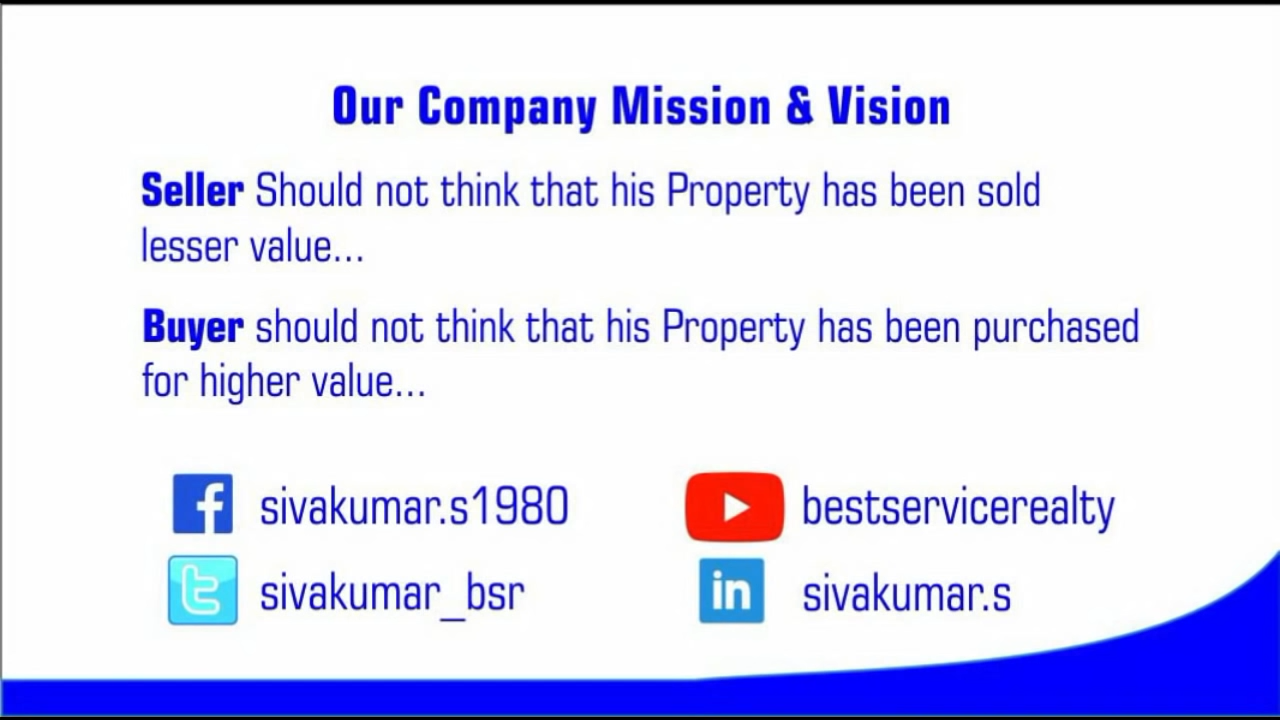 Our Company Mission & Vision
Seller Should not think that his Property has been sold
lesser value...
Buyer should not think that his Property has been purchased
for higher value...
sivakumar.s1980
bestservicerealty
sivakumar_bsr
sivakumar.s